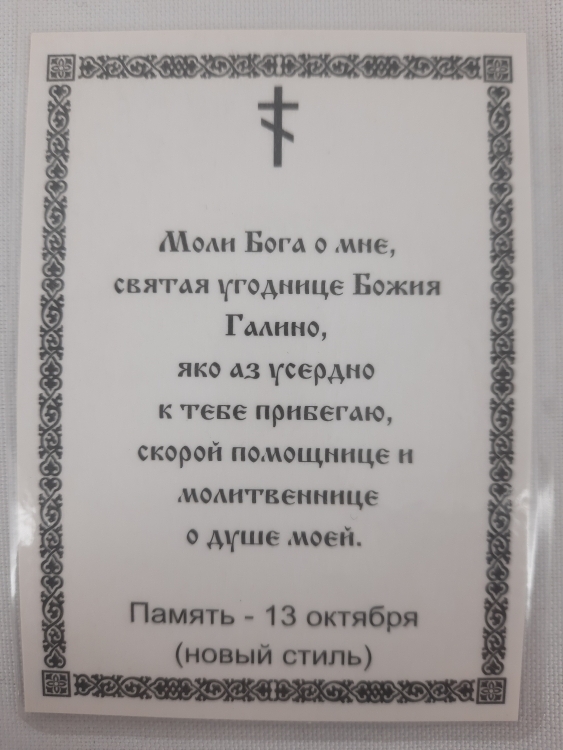 Моли Бога о мне,
святая угоднице Божия
Галино,
яко аз усердно
к тебе прибегаю,
скорой помощнице и
молитвеннице
о душе моей.
Память - 13 октября
(новый стиль)